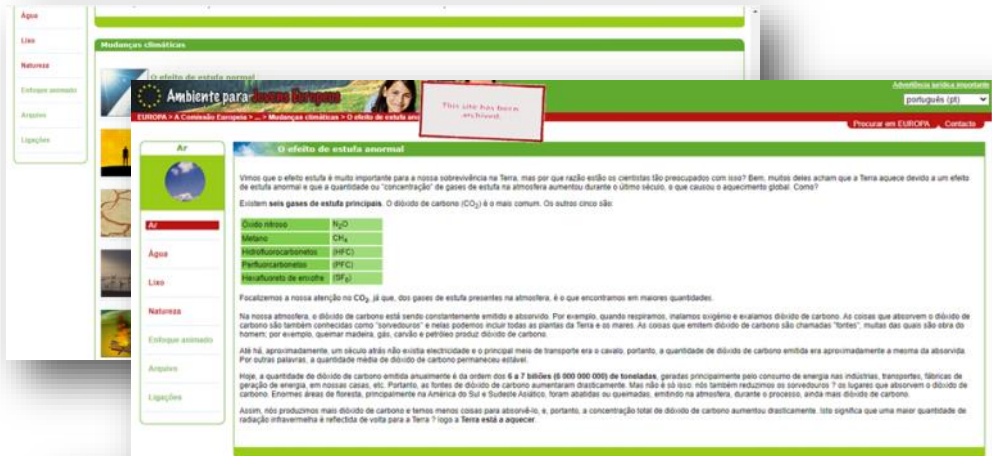 Água
Lixo
Natureza
Enfoque animado
Arquivo
Ligações
Mudanças climáticas
O efeito de estufa normal
Ambiente para Jovens Europeus
This site has been
archived.
Advertência jurídica importante
português (pt)
EUROPA > A Comissão Europeia > ... > Mudanças climáticas > O efeito de estufa
Procurar em EUROPA
Contacto
Ar
Ar
Água
Lixo
Natureza
Enfoque animado
Arquivo
Ligações
O efeito de estufa anormal
Vimos que o efeito estufa é muito importante para a nossa sobrevivência na Terra, mas por que razão estão os cientistas tão preocupados com isso? Bem, muitos deles acham que a Terra aquece devido a um efeito
de estufa anormal e que a quantidade ou "concentração" de gases de estufa na atmosfera aumentou durante o último século, o que causou o aquecimento global. Como?
Existem seis gases de estufa principais. O dióxido de carbono (CO2) é o mais comum. Os outros cinco são:
Óxido nitroso N2O
Metano CH4
Hidrofluorocarbonetos (HFC)
Perfluorcarbonetos (PFC)
Hexafluoreto de enxofre (SF6)
Focalizemos a nossa atenção no CO2, já que, dos gases de estufa presentes na atmosfera, é o que encontramos em maiores quantidades.
Na nossa atmosfera, o dióxido de carbono está sendo constantemente emitido e absorvido. Por exemplo, quando respiramos, inalamos oxigénio e exalamos dióxido de carbono. As coisas que absorvem o dióxido de
carbono são também conhecidas como "sorvedouros" e nelas podemos incluir todas as plantas da Terra e os mares. As coisas que emitem dióxido de carbono são chamadas "fontes", muitas das quais são obra do
homem; por exemplo, queimar madeira, gás, carvão e petróleo produz dióxido de carbono.
Até há, aproximadamente, um século atrás não existia electricidade e o principal meio de transporte era o cavalo, portanto, a quantidade de dióxido de carbono emitida era aproximadamente a mesma da absorvida.
Por outras palavras, a quantidade média de dióxido de carbono permaneceu estável.
Hoje, a quantidade de dióxido de carbono emitida anualmente é da ordem dos 6 a 7 biliões (6 000 000 000) de toneladas, geradas principalmente pelo consumo de energia nas indústrias, transportes, fábricas de
geração de energia, em nossas casas, etc. Portanto, as fontes de dióxido de carbono aumentaram drasticamente. Mas não é só isso: nós também reduzimos os sorvedouros ? os lugares que absorvem o dióxido de
carbono. Enormes áreas de floresta, principalmente na América do Sul e Sudeste Asiático, foram abatidas ou queimadas, emitindo na atmosfera, durante o processo, ainda mais dióxido de carbono.
Assim, nós produzimos mais dióxido de carbono e temos menos coisas para absorvê-lo, e, portanto, a concentração total de dióxido de carbono aumentou drasticamente. Isto significa que uma maior quantidade de
radiação infravermelha é reflectida de volta para a Terra ? logo a Terra está a aquecer.